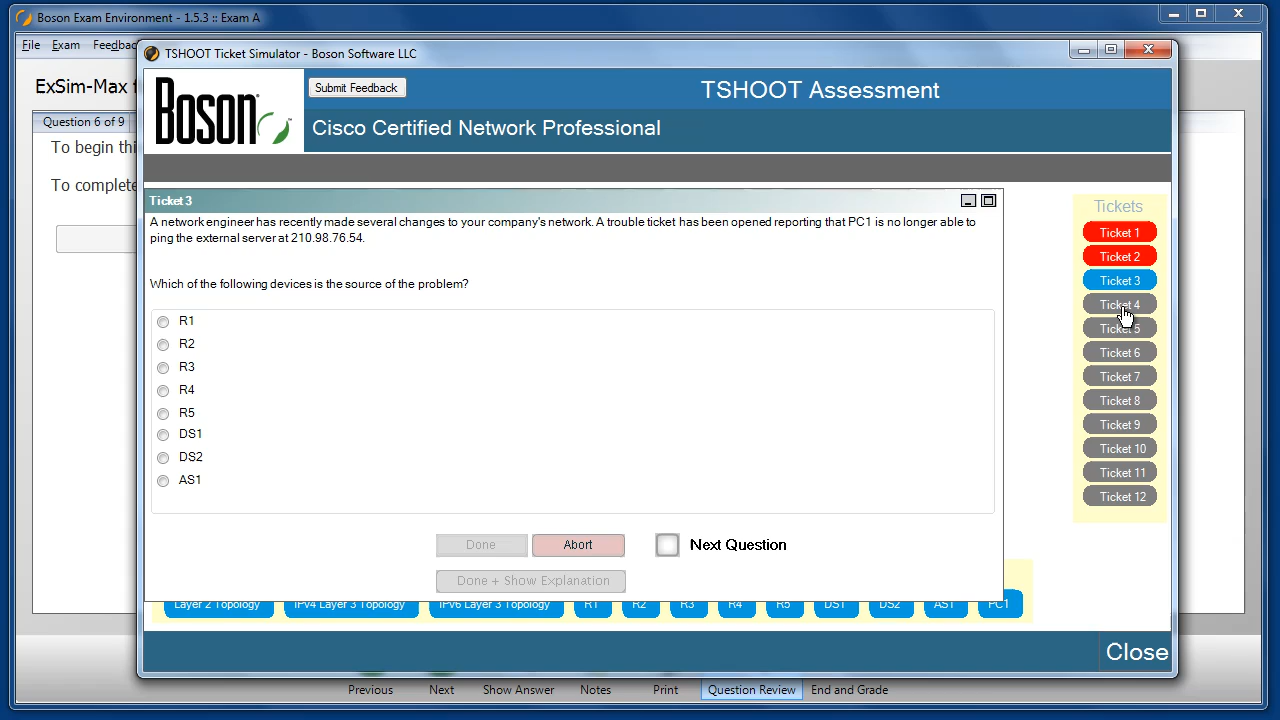 Boson Exam Environment - 1.5.3 :: Exam A
File Exam Feedbac
TSHOOT Ticket Simulator - Boson Software LLC
ExSim-Max f
Question 6 of 9
To begin thi
To complete
BOSON
Submit Feedback
TSHOOT Assessment
Cisco Certified Network Professional
Ticket 3
A network engineer has recently made several changes to your company's network. A trouble ticket has been opened reporting that PC1 is no longer able to
ping the external server at 210.98.76.54.
Which of the following devices is the source of the problem?
R1
R2
R3
R4
R5
DS1
DS2
AS1
Done Abort Next Question
Done + Show Explanation
Tickets
Ticket 1
Ticket 2
Ticket 3
Ticket 4
Ticket 5
Ticket 6
Ticket 7
Ticket 8
Ticket 9
Ticket 10
Ticket 11
Ticket 12
Layer 2 Topology IPv4 Layer 3 Topology IPv6 Layer 3 Topology R1 R2 R3 R4 R5 DS1 DS2 AS1 PC1
Close
Previous Next Show Answer Notes Print Question Review End and Grade